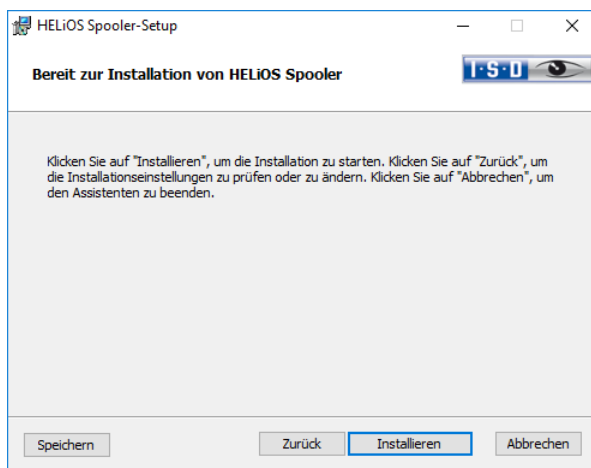 HELiOS Spooler-Setup
Bereit zur Installation von HELiOS Spooler
I·S·D
Klicken Sie auf "Installieren", um die Installation zu starten. Klicken Sie auf "Zurück", um
die Installationseinstellungen zu prüfen oder zu ändern. Klicken Sie auf "Abbrechen", um
den Assistenten zu beenden.
Speichern Zurück Installieren Abbrechen